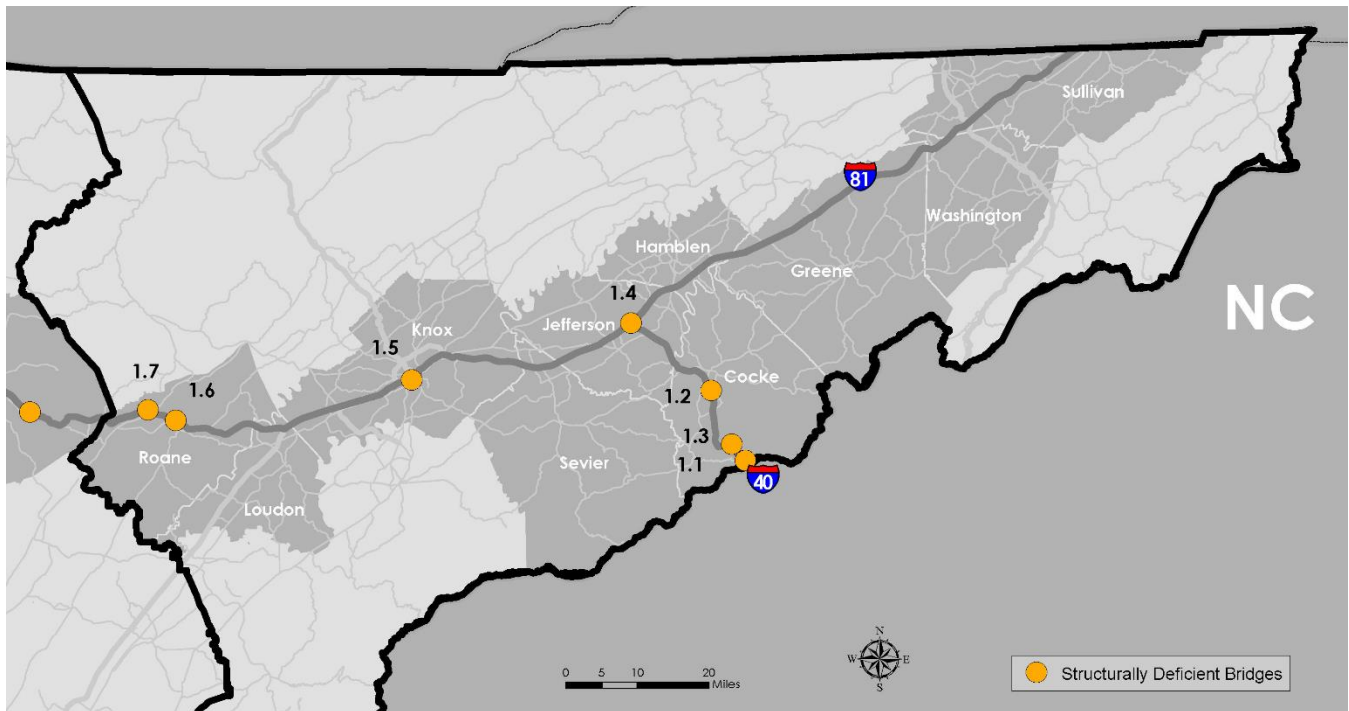 Sullivan
81
Washington
Hamblen
Greene
1.4
NC
Jefferson
Knox
1.5
Cocke
1.7
1.6
1.2
1.3
Roane
Sevier
1.1
40
Loudon
N
W E
S
0 5 10 20
Miles
Structurally Deficient Bridges